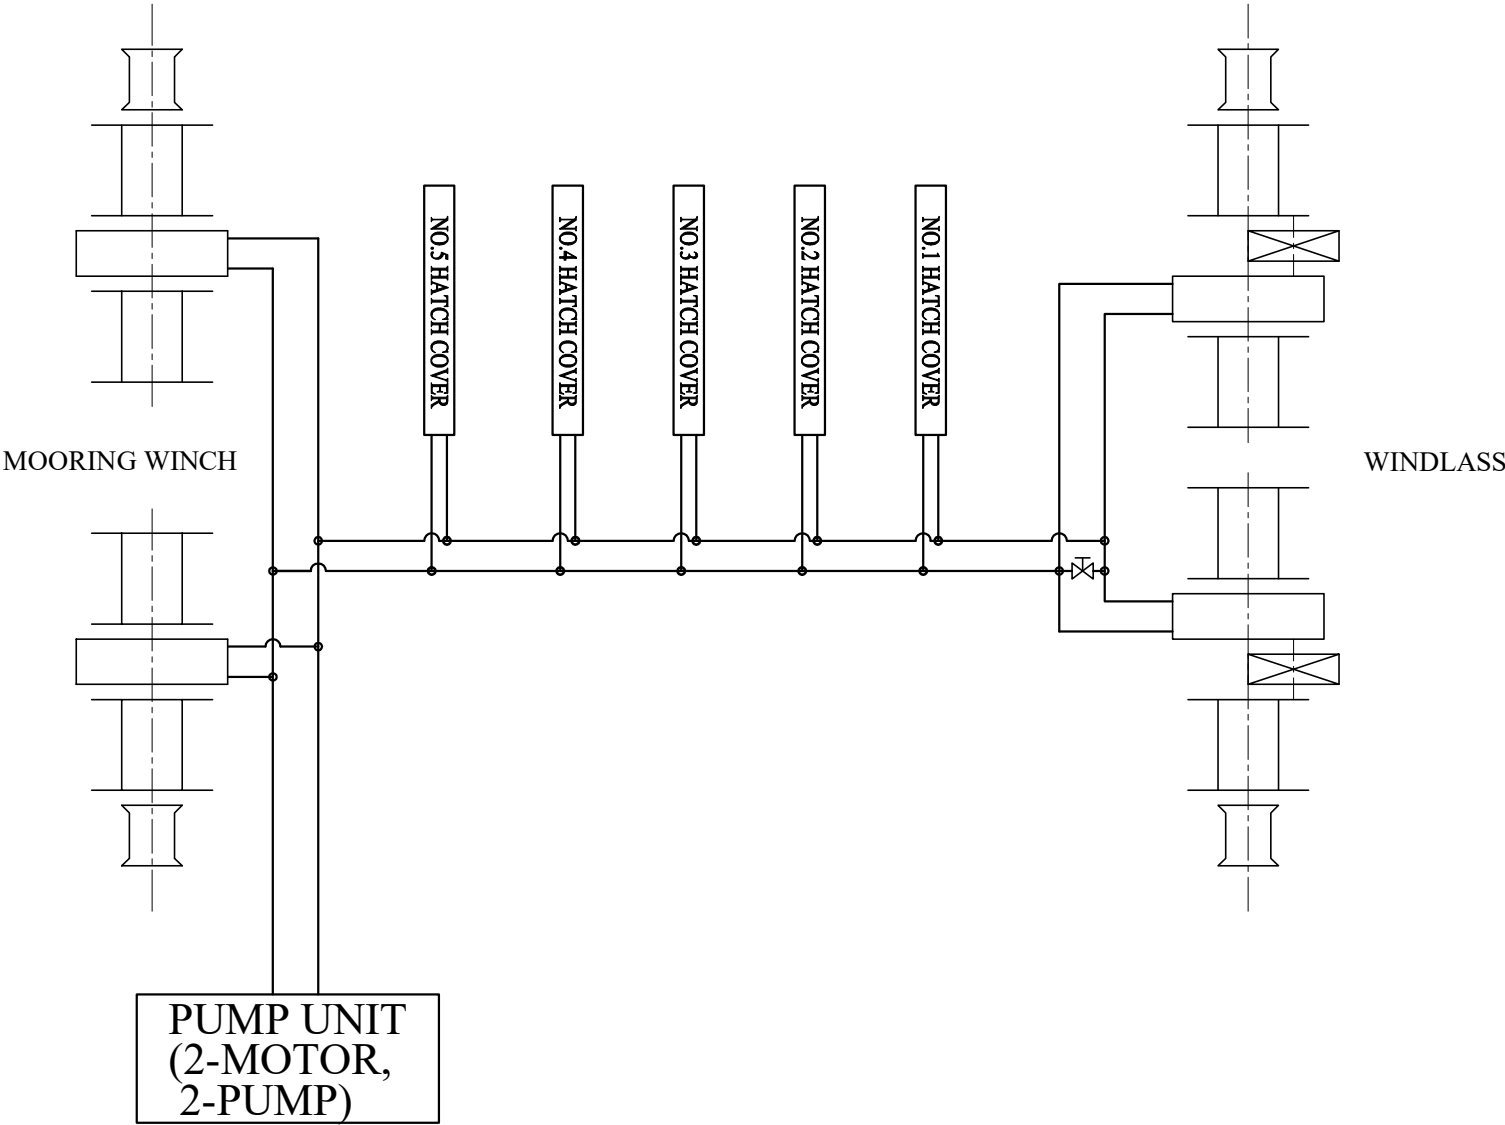 NO.5 HATCH COVER
NO.4 HATCH COVER
NO.3 HATCH COVER
NO.2 HATCH COVER
NO.1 HATCH COVER
MOORING WINCH
WINDLASS
PUMP UNIT
(2-MOTOR,
2-PUMP)